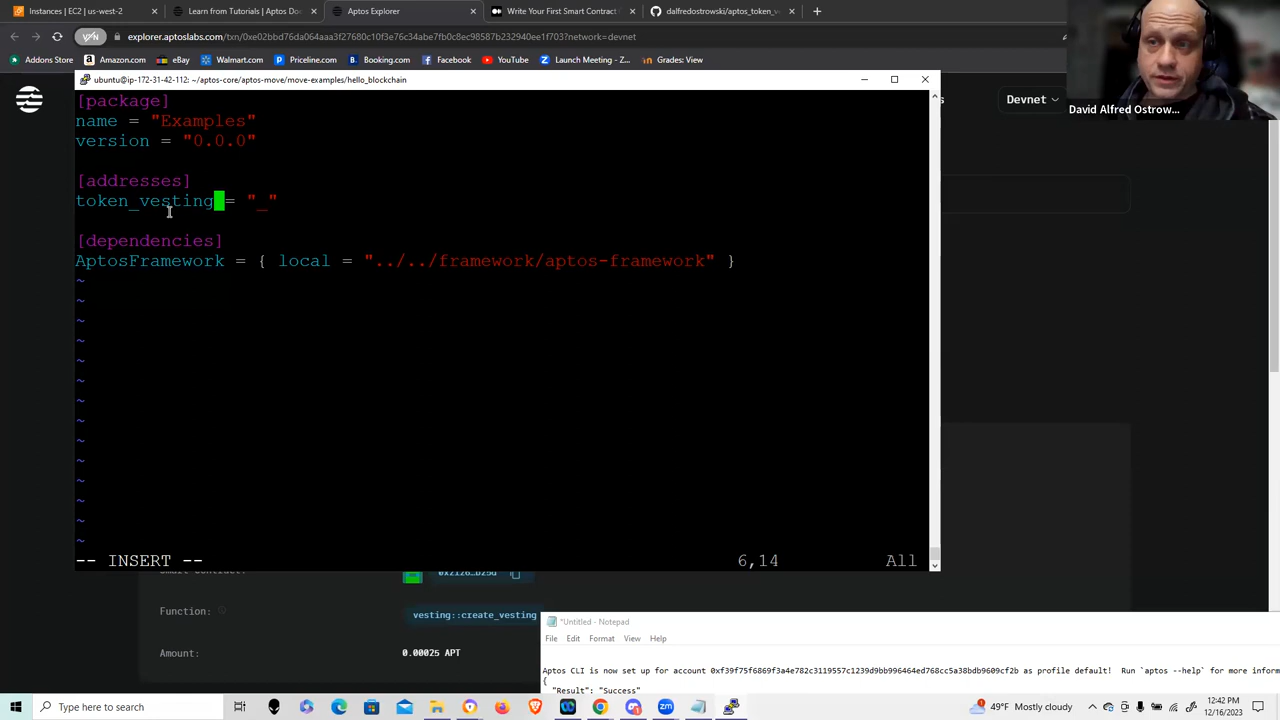 Instances | EC2 | us-west-2
Learn from Tutorials | Aptos Doc
Aptos Explorer
Write Your First Smart Contract
dalfredostrowski/aptos_token_v
explorer.aptoslabs.com/txn/0xe02bbd76da064aaa3f27680c10f3e76c34abe7fbb0c8ec98587b232940ee1f703?network=devnet
Addons Store
Amazon.com
eBay
Priceline.com
Booking.com
Facebook
YouTube
Launch Meeting - Z...
Grades: View
ubuntu@ip-172-31-42-112: ~/aptos-core/aptos-move/move-examples/hello_blockchain
Devnet
David Alfred Ostrow...
[package]
name = "Examples"
version = "0.0.0"
[addresses]
token_vesting = "_"
[dependencies]
AptosFramework = { local = "../../framework/aptos-framework" }
~
~
~
~
~
~
~
~
~
~
~
~
~
~
-- INSERT --
6,14
All
Function:
vesting::create_vesting
Amount:
0.00025 APT
*Untitled - Notepad
File Edit Format View Help
Aptos CLI is now set up for account 0xf39f75f6869f3a4e782c3119557c1239d9bb996464ed768cc5a38bdb9609cf2b as profile default! Run `aptos --help` for more inform
{
"Result": "Success"
Type here to search
49°F Mostly cloudy
12:42 PM
12/16/2023